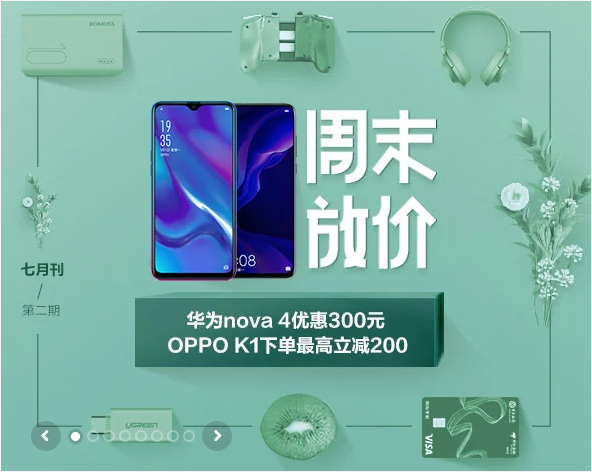 ROMOSS
周末
放价
19
35
:08
七月刊
/
第二期
华为nova 4优惠300元
OPPO K1下单最高立减200
UGREEN
VISA